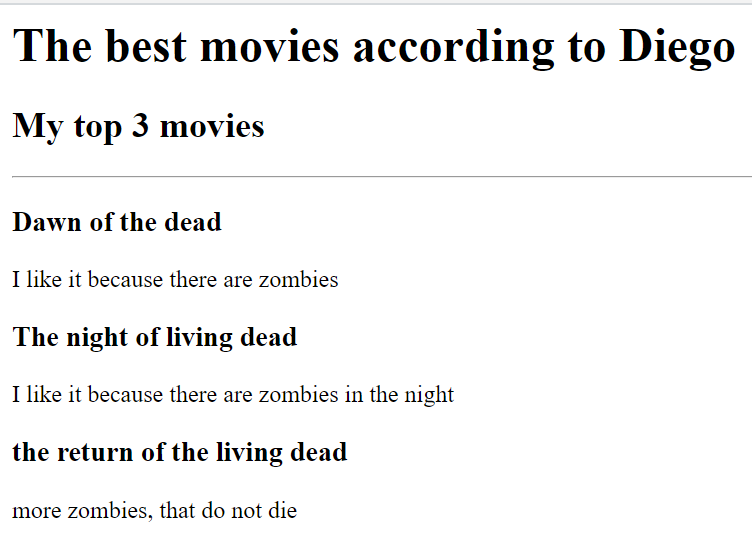 The best movies according to Diego
My top 3 movies
Dawn of the dead
I like it because there are zombies
The night of living dead
I like it because there are zombies in the night
the return of the living dead
more zombies, that do not die